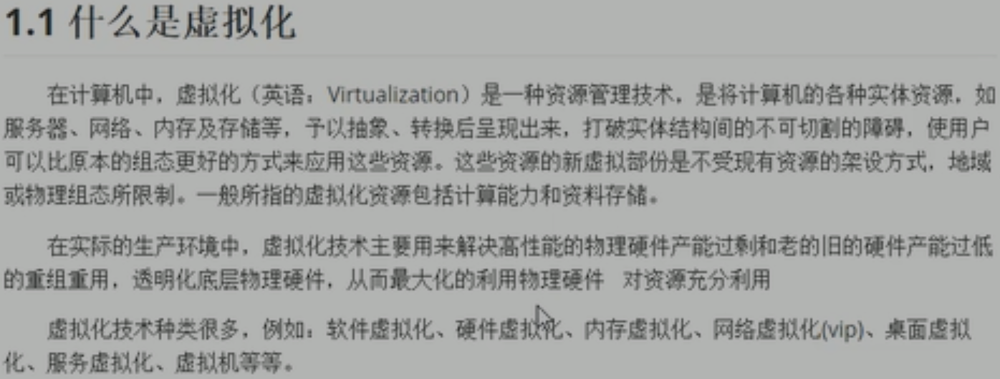 1.1 什么是虚拟化
在计算机中，虚拟化（英语：Virtualization）是一种资源管理技术，是将计算机的各种实体资源，如
服务器、网络、内存及存储等，予以抽象、转换后呈现出来，打破实体结构间的不可切割的障碍，使用户
可以比原本的组态更好的方式来应用这些资源。这些资源的新虚拟部份是不受现有资源的架设方式，地域
或物理组态所限制。一般所指的虚拟化资源包括计算能力和资料存储。
在实际的生产环境中，虚拟化技术主要用来解决高性能的物理硬件产能过剩和老的旧的硬件产能过低
的重组重用，透明化底层物理硬件，从而最大化的利用物理硬件 对资源充分利用
虚拟化技术种类很多，例如：软件虚拟化、硬件虚拟化、内存虚拟化、网络虚拟化(vip)、桌面虚拟
化、服务虚拟化、虚拟机等等。